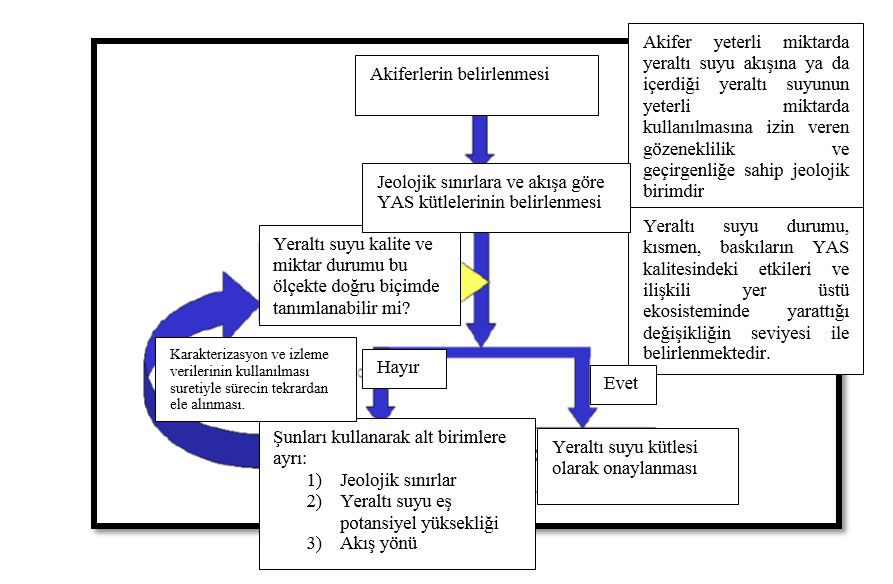 Akiferlerin belirlenmesi
Akifer yeterli miktarda
yeraltı suyu akışına ya da
içerdiği yeraltı suyunun
yeterli miktarda
kullanılmasına izin veren
gözeneklilik ve
geçirgenliğe sahip jeolojik
birimdir
Jeolojik sınırlara ve akışa göre
YAS kütlelerinin belirlenmesi
Yeraltı suyu durumu,
kısmen, baskıların YAS
kalitesindeki etkileri ve
ilişkili yer üstü
ekosisteminde yarattığı
değişikliğin seviyesi ile
belirlenmektedir.
Yeraltı suyu kalite ve
miktar durumu bu
ölçekte doğru biçimde
tanımlanabilir mi?
Karakterizasyon ve izleme
verilerinin kullanılması
suretiyle sürecin tekrardan
ele alınması.
Hayır
Evet
Şunları kullanarak alt birimlere
ayrı:
1) Jeolojik sınırlar
2) Yeraltı suyu eş
potansiyel yüksekliği
3) Akış yönü
Yeraltı suyu kütlesi
olarak onaylanması